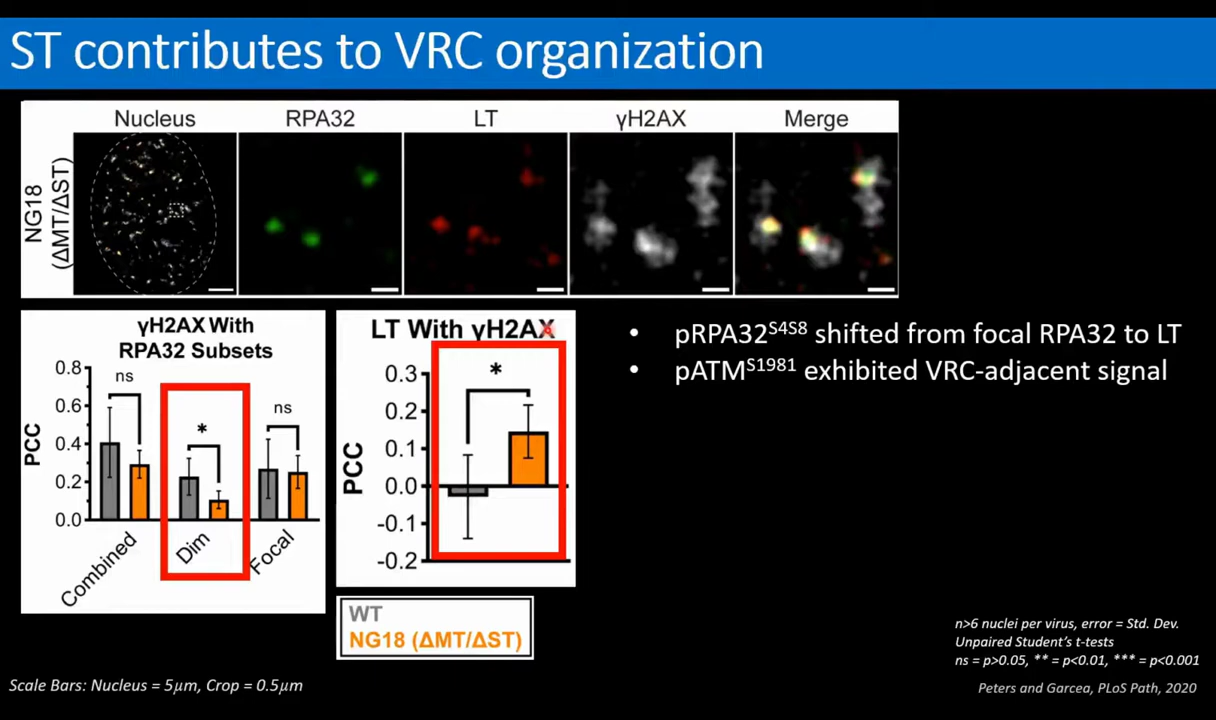 ST contributes to VRC organization
Nucleus RPA32 LT γH2AX Merge
NG18
(ΔMT/ΔST)
γH2AX With
RPA32 Subsets
PCC
0.8
0.6
0.4
0.2
0.0
ns
*
ns
Combined
Dim
Focal
LT With γH2AX
PCC
0.3
0.2
0.1
0.0
-0.1
-0.2
*
WT
NG18 (ΔMT/ΔST)
• pRPA32S4S8 shifted from focal RPA32 to LT
• pATMS1981 exhibited VRC-adjacent signal
n>6 nuclei per virus, error = Std. Dev.
Unpaired Student's t-tests
ns = p>0.05, ** = p<0.01, *** = p<0.001
Scale Bars: Nucleus = 5μm, Crop = 0.5μm
Peters and Garcea, PLoS Path, 2020